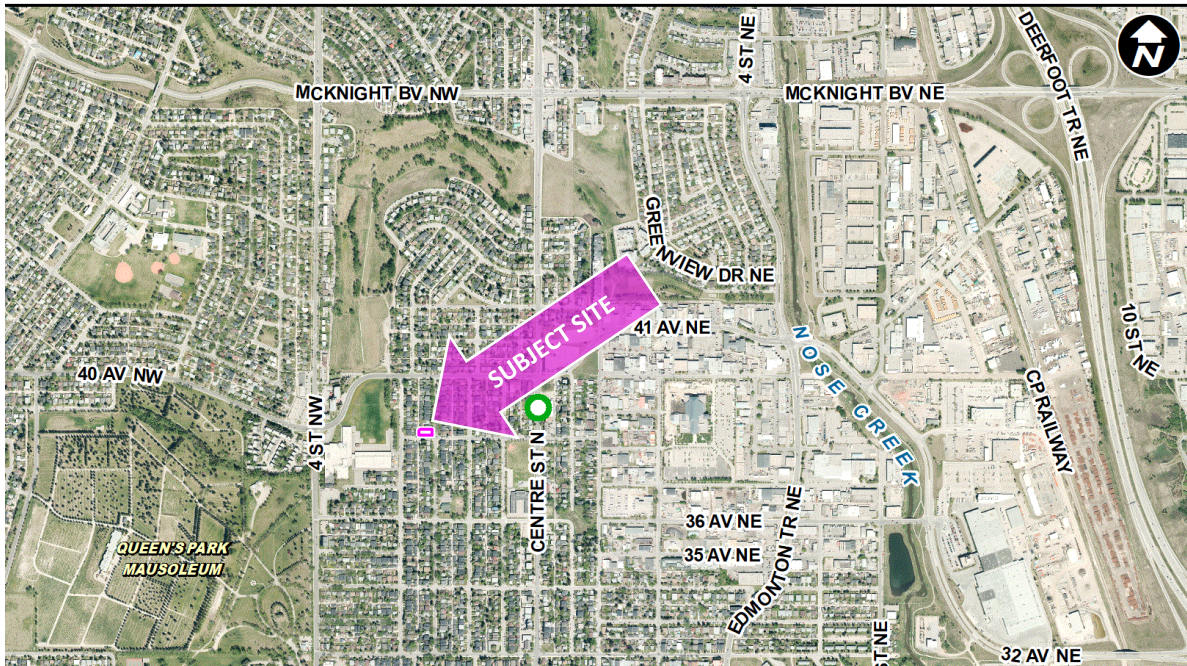 DEERFOOT TR NE
N
4 ST NE
MCKNIGHT BV NW
MCKNIGHT BV NE
GREENVIEW DR NE
SUBJECT SITE
41 AV NE
NOSE CREEK
10 ST NE
40 AV NW
CP RAILWAY
4 ST NW
CENTRE ST N
36 AV NE
QUEEN'S PARK
MAUSOLEUM
35 AV NE
EDMONTON TR NE
ST NE
32 AV NE